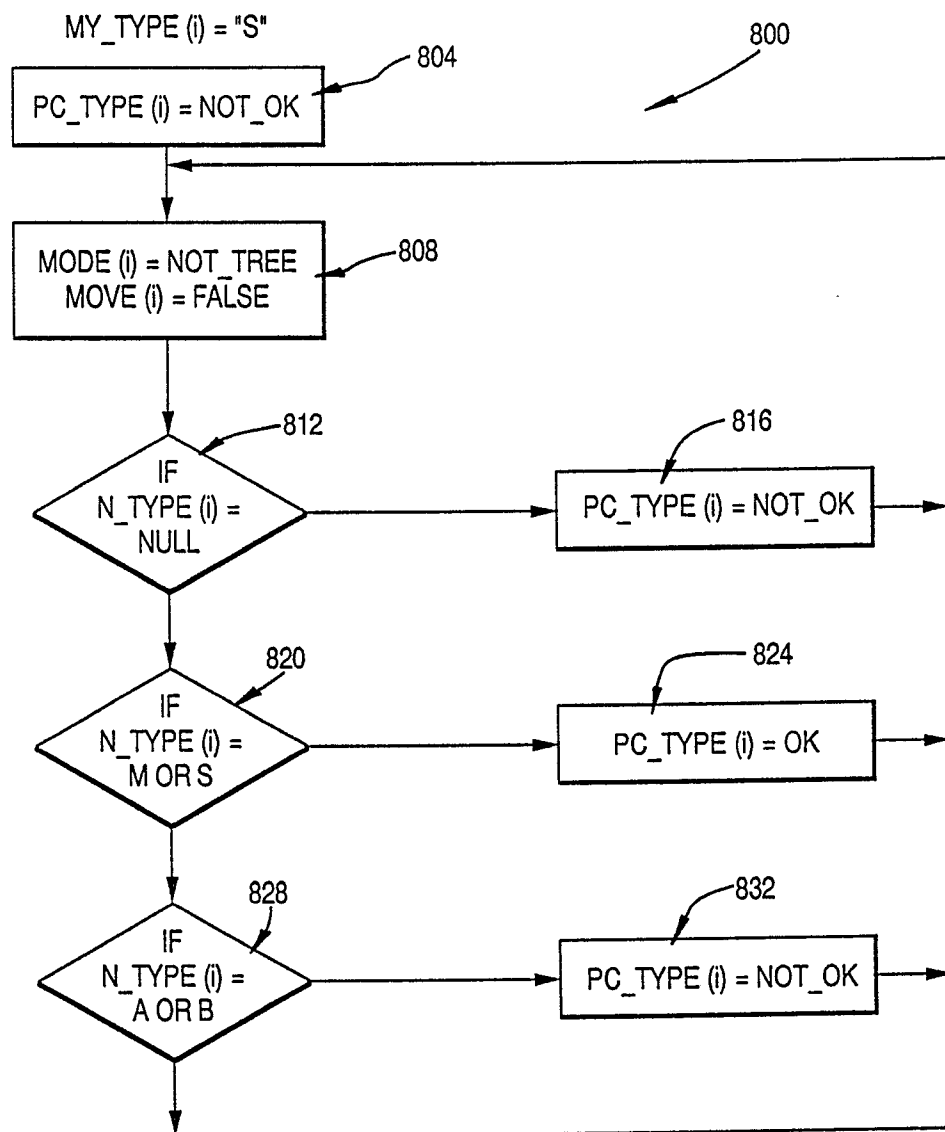 MY_TYPE (i) = "S"
804
800
PC_TYPE (i) = NOT_OK
MODE (i) = NOT_TREE
MOVE (i) = FALSE
808
812
IF
N_TYPE (i) =
NULL
816
PC_TYPE (i) = NOT_OK
820
IF
N_TYPE (i) =
M OR S
824
PC_TYPE (i) = OK
828
IF
N_TYPE (i) =
A OR B
832
PC_TYPE (i) = NOT_OK